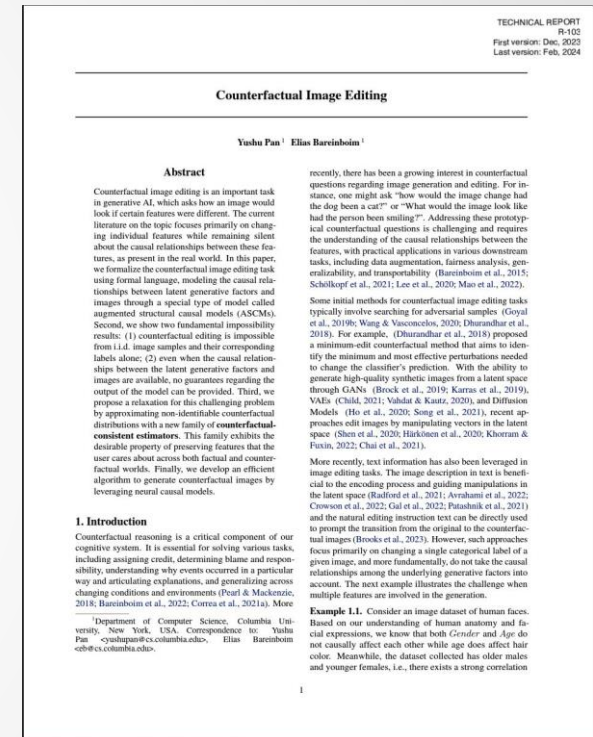 TECHNICAL REPORT
R-103
First version: Dec, 2023
Last version: Feb, 2024
Counterfactual Image Editing
Yushu Pan 1 Elias Bareinboim 1
Abstract
Counterfactual image editing is an important task
in generative AI, which asks how an image would
look if certain features were different. The current
literature on the topic focuses primarily on chang-
ing individual features while remaining silent
about the causal relationships between these fea-
tures, as present in the real world. In this paper,
we formalize the counterfactual image editing task
using formal language, modeling the causal rela-
tionships between latent generative factors and
images through a special type of model called
augmented structural causal models (ASCMs).
Second, we show two fundamental impossibility
results: (1) counterfactual editing is impossible
from i.i.d. image samples and their corresponding
labels alone; (2) even when the causal relation-
ships between the latent generative factors and
images are available, no guarantees regarding the
output of the model can be provided. Third, we
propose a relaxation for this challenging problem
by approximating non-identifiable counterfactual
distributions with a new family of counterfactual-
consistent estimators. This family exhibits the
desirable property of preserving features that the
user cares about across both factual and counter-
factual worlds. Finally, we develop an efficient
algorithm to generate counterfactual images by
leveraging neural causal models.
1. Introduction
Counterfactual reasoning is a critical component of our
cognitive system. It is essential for solving various tasks,
including assigning credit, determining blame and respon-
sibility, understanding why events occurred in a particular
way and articulating explanations, and generalizing across
changing conditions and environments (Pearl & Mackenzie,
2018; Bareinboim et al., 2022; Correa et al., 2021a). More
1Department of Computer Science, Columbia Uni-
versity, New York, USA. Correspondence to: Yushu
Pan <yushupan@cs.columbia.edu>, Elias Bareinboim
<eb@cs.columbia.edu>.
recently, there has been a growing interest in counterfactual
questions regarding image generation and editing. For in-
stance, one might ask "how would the image change had
the dog been a cat?" or "What would the image look like
had the person been smiling?". Addressing these prototyp-
ical counterfactual questions is challenging and requires
the understanding of the causal relationships between the
features, with practical applications in various downstream
tasks, including data augmentation, fairness analysis, gen-
eralizability, and transportability (Bareinboim et al., 2015;
Schölkopf et al., 2021; Lee et al., 2020; Mao et al., 2022).
Some initial methods for counterfactual image editing tasks
typically involve searching for adversarial samples (Goyal
et al., 2019b; Wang & Vasconcelos, 2020; Dhurandhar et al.,
2018). For example, (Dhurandhar et al., 2018) proposed
a minimum-edit counterfactual method that aims to iden-
tify the minimum and most effective perturbations needed
to change the classifier's prediction. With the ability to
generate high-quality synthetic images from a latent space
through GANs (Brock et al., 2019; Karras et al., 2019),
VAEs (Child, 2021; Vahdat & Kautz, 2020), and Diffusion
Models (Ho et al., 2020; Song et al., 2021), recent ap-
proaches edit images by manipulating vectors in the latent
space (Shen et al., 2020; Härkönen et al., 2020; Khorram &
Fuxin, 2022; Chai et al., 2021).
More recently, text information has also been leveraged in
image editing tasks. The image description in text is benefi-
cial to the encoding process and guiding manipulations in
the latent space (Radford et al., 2021; Avrahami et al., 2022;
Crowson et al., 2022; Gal et al., 2022; Patashnik et al., 2021)
and the natural editing instruction text can be directly used
to prompt the transition from the original to the counterfac-
tual images (Brooks et al., 2023). However, such approaches
focus primarily on changing a single categorical label of a
given image, and more fundamentally, do not take the causal
relationships among the underlying generative factors into
account. The next example illustrates the challenge when
multiple features are involved in the generation.
Example 1.1. Consider an image dataset of human faces.
Based on our understanding of human anatomy and fa-
cial expressions, we know that both Gender and Age do
not causally affect each other while age does affect hair
color. Meanwhile, the dataset collected has older males
and younger females, i.e., there exists a strong correlation
1